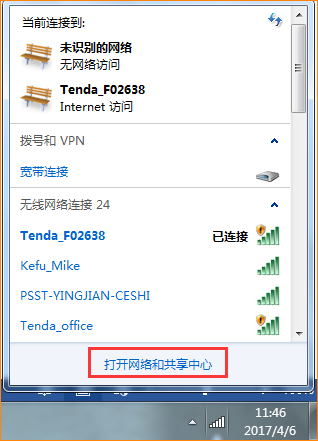 当前连接到:
未识别的网络
无网络访问
Tenda_F02638
Internet 访问
拨号和 VPN
宽带连接
无线网络连接 24
Tenda_F02638 已连接
Kefu_Mike
PSST-YINGJIAN-CESHI
Tenda_office
打开网络和共享中心
11:46
2017/4/6